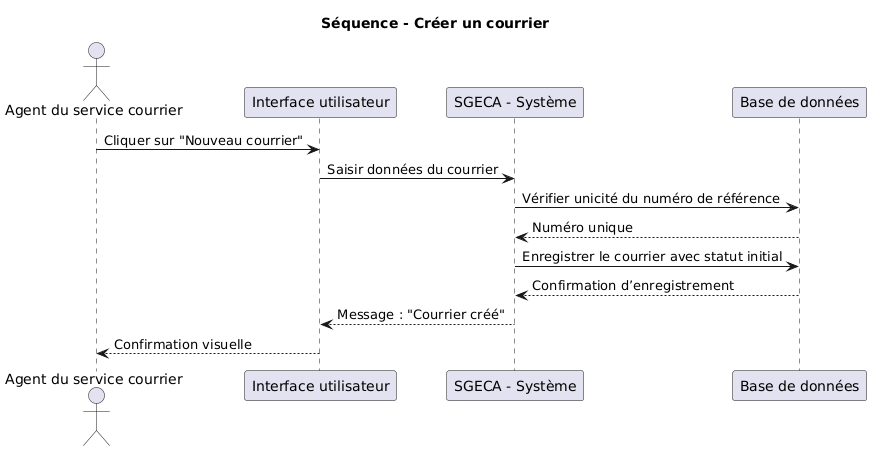 Séquence - Créer un courrier
Agent du service courrier
Interface utilisateur
SGECA - Système
Base de données
Cliquer sur "Nouveau courrier"
Saisir données du courrier
Vérifier unicité du numéro de référence
Numéro unique
Enregistrer le courrier avec statut initial
Confirmation d’enregistrement
Message : "Courrier créé"
Confirmation visuelle
Agent du service courrier
Interface utilisateur
SGECA - Système
Base de données